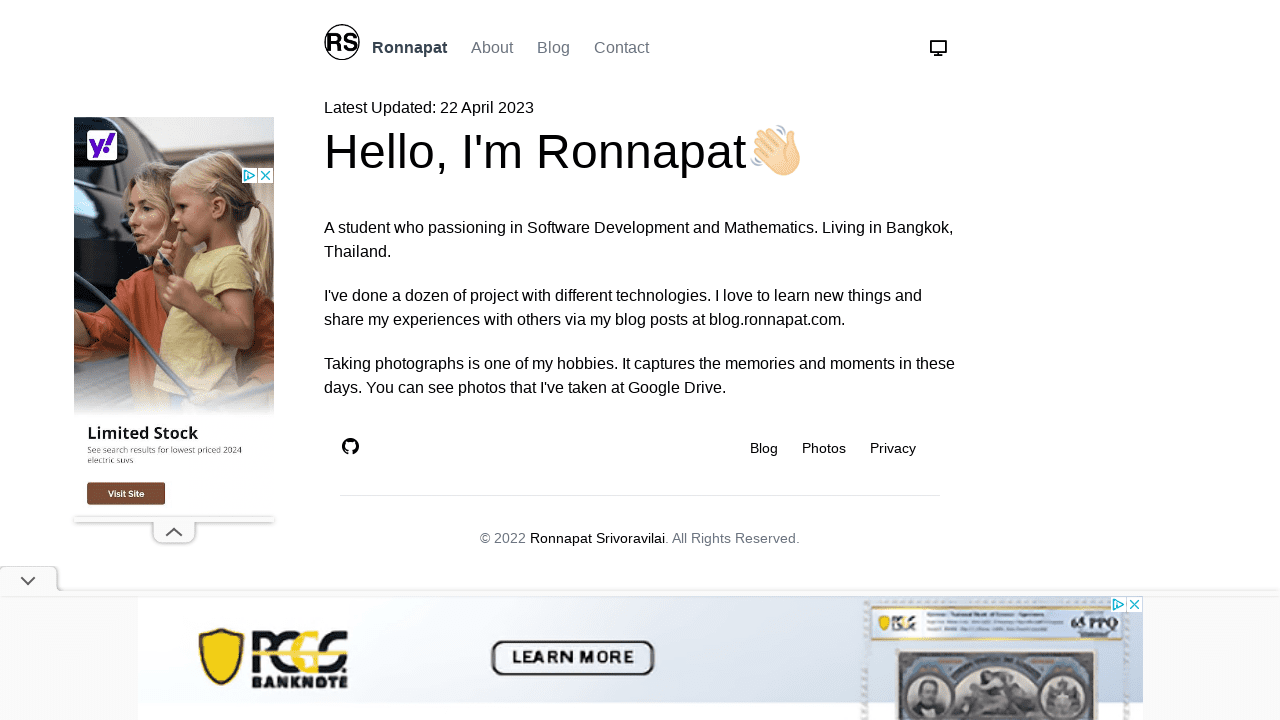 RS Ronnapat About Blog Contact
Latest Updated: 22 April 2023
Hello, I'm Ronnapat
A student who passioning in Software Development and Mathematics. Living in Bangkok,
Thailand.
I've done a dozen of project with different technologies. I love to learn new things and
share my experiences with others via my blog posts at blog.ronnapat.com.
Taking photographs is one of my hobbies. It captures the memories and moments in these
days. You can see photos that I've taken at Google Drive.
Blog Photos Privacy
© 2022 Ronnapat Srivoravilai. All Rights Reserved.
y!
Limited Stock
See search results for lowest priced 2024
electric suvs
Visit Site
PCGS
BANKNOTE
LEARN MORE
65 PPQ